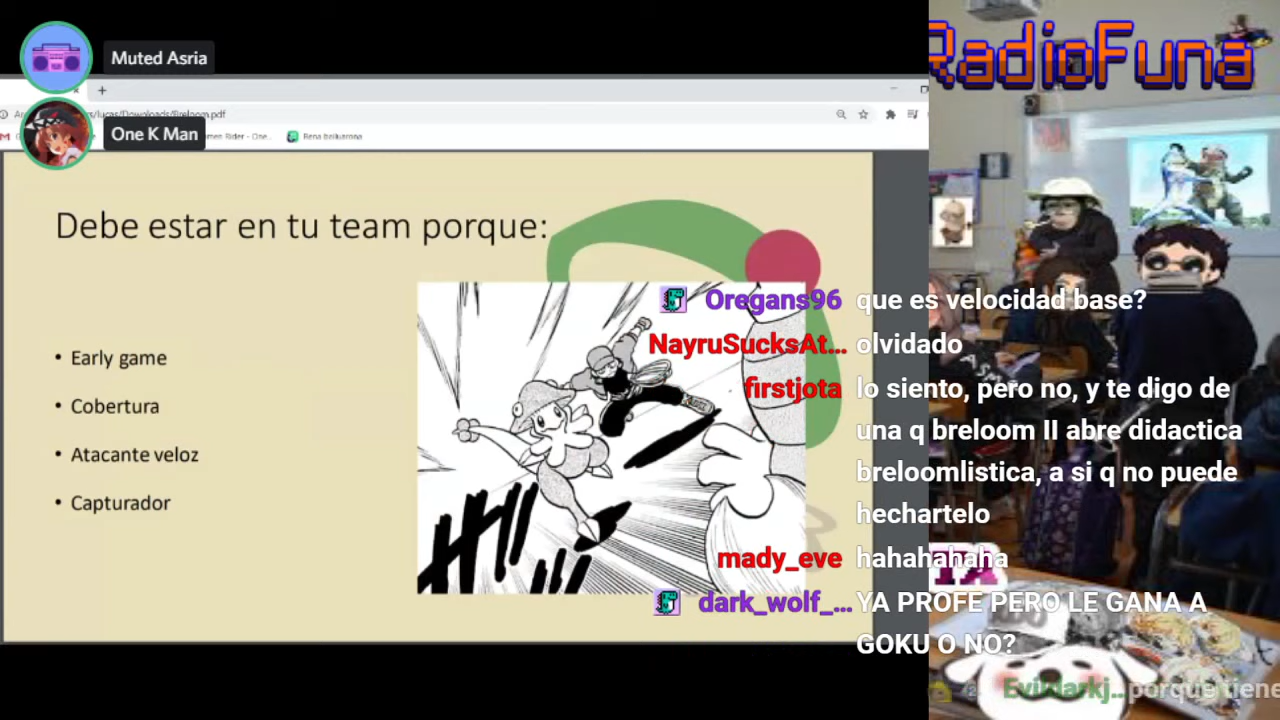 Muted Asria
RadioFuna
One K Man
Debe estar en tu team porque:
• Early game
• Cobertura
• Atacante veloz
• Capturador
Oregans96 que es velocidad base?
NayruSucksAt... olvidado
firstjota lo siento, pero no, y te digo de
una q breloom II abre didactica
breloomlistica, a si q no puede
hechartelo
mady_eve hahahahaha
dark_wolf_... YA PROFE PERO LE GANA A
GOKU O NO?
porque tiene